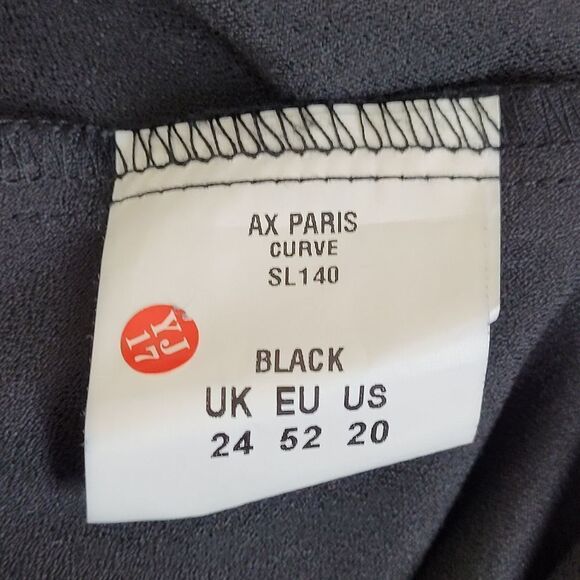 AX PARIS
CURVE
SL140
YJ
17
BLACK
UK EU US
24 52 20